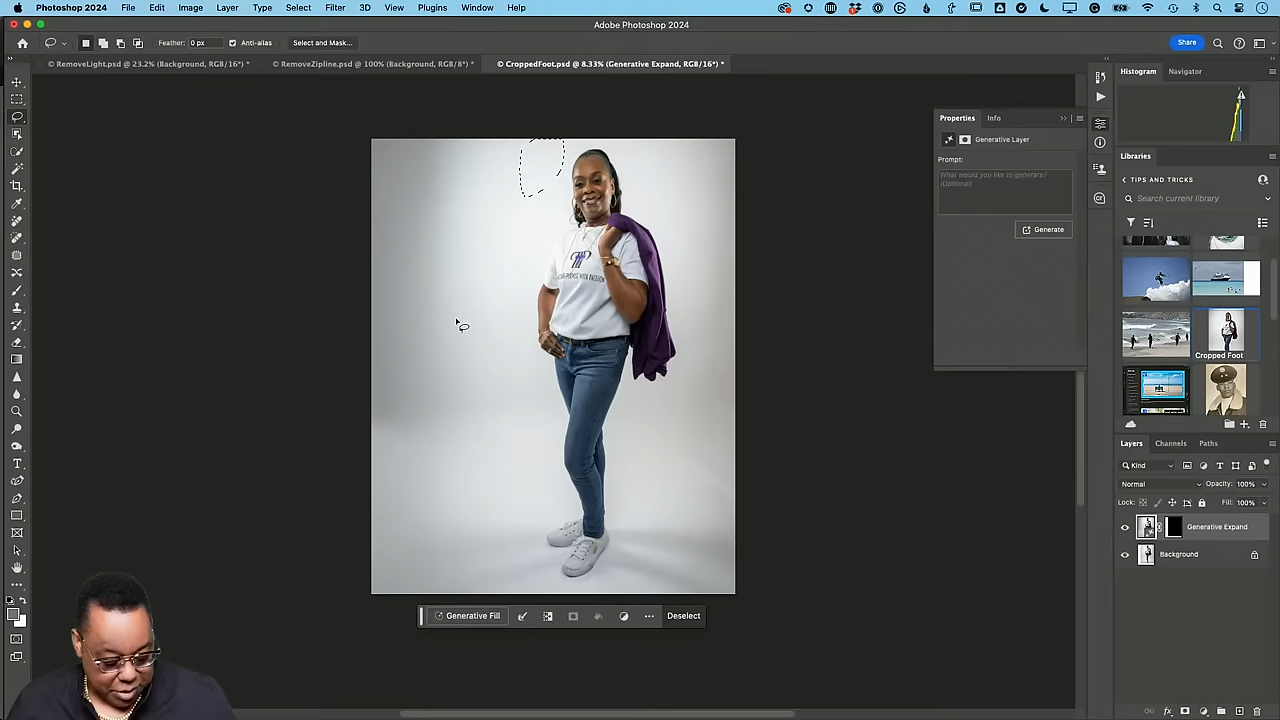 Photoshop 2024 File Edit Image Layer Type Select Filter 3D View Plugins Window Help
Adobe Photoshop 2024
Feather: 0 px Anti-alias Select and Mask... Share
© RemoveLight.psd @ 23.2% (Background, RGB/16*) * © RemoveZipline.psd @ 100% (Background, RGB/8*) * © CroppedFoot.psd @ 8.33% (Generative Expand, RGB/16*) *
Histogram Navigator
Properties Info
Generative Layer
Prompt:
What would you like to generate? (Optional)
Generate
Libraries
TIPS AND TRICKS
Search current library
Cropped Foot
Layers Channels Paths
Kind
Normal Opacity: 100%
Lock: Fill: 100%
Generative Expand
Background
Generative Fill Deselect